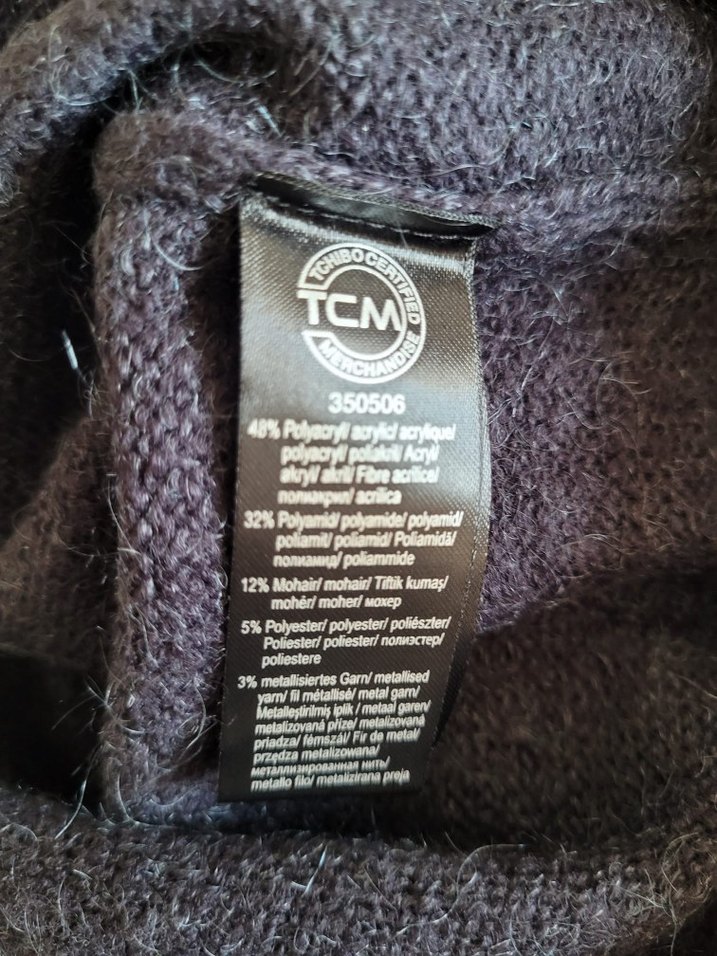 TCHIBO CERTIFIED
TCM
MERCHANDISE
350506
48% Polyacryl/ acrylic/ acrylique/
polyacryl/ poliakril/ Acryl/
akryl/ akril/ Fibre acrilice/
полиакрил/ acrilica
32% Polyamid/ polyamide/ polyamid/
poliamit/ poliamid/ Poliamidă/
полиамид/ poliammide
12% Mohair/ mohair/ Tiftik kumaş/
mohér/ moher/ мохер
5% Polyester/ polyester/ poliészter/
Poliester/ poliester/ полиэстер/
poliestere
3% metallisiertes Garn/ metallised
yarn/ fil métallisé/ metal garn/
Metalleştirilmiş iplik / metaal garen/
metalizovaná příze/ metalizovaná
priadza/ fémszál/ Fir de metal/
przędza metalizowana/
металлизированная нить/
metallo filo/ metalizirana preja